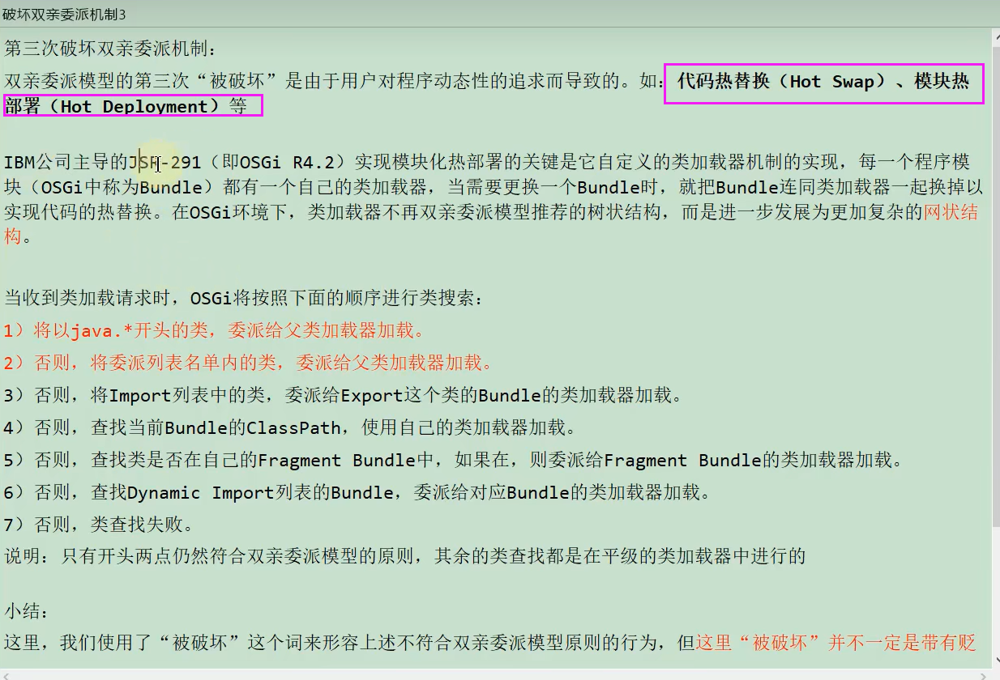 破坏双亲委派机制3
第三次破坏双亲委派机制：
双亲委派模型的第三次“被破坏”是由于用户对程序动态性的追求而导致的。如：代码热替换（Hot Swap）、模块热
部署（Hot Deployment）等
IBM公司主导的JSR-291（即OSGi R4.2）实现模块化热部署的关键是它自定义的类加载器机制的实现，每一个程序模
块（OSGi中称为Bundle）都有一个自己的类加载器，当需要更换一个Bundle时，就把Bundle连同类加载器一起换掉以
实现代码的热替换。在OSGi环境下，类加载器不再双亲委派模型推荐的树状结构，而是进一步发展为更加复杂的网状结
构。
当收到类加载请求时，OSGi将按照下面的顺序进行类搜索：
1）将以java.*开头的类，委派给父类加载器加载。
2）否则，将委派列表名单内的类，委派给父类加载器加载。
3）否则，将Import列表中的类，委派给Export这个类的Bundle的类加载器加载。
4）否则，查找当前Bundle的ClassPath，使用自己的类加载器加载。
5）否则，查找类是否在自己的Fragment Bundle中，如果在，则委派给Fragment Bundle的类加载器加载。
6）否则，查找Dynamic Import列表的Bundle，委派给对应Bundle的类加载器加载。
7）否则，类查找失败。
说明：只有开头两点仍然符合双亲委派模型的原则，其余的类查找都是在平级的类加载器中进行的
小结：
这里，我们使用了“被破坏”这个词来形容上述不符合双亲委派模型原则的行为，但这里“被破坏”并不一定是带有贬